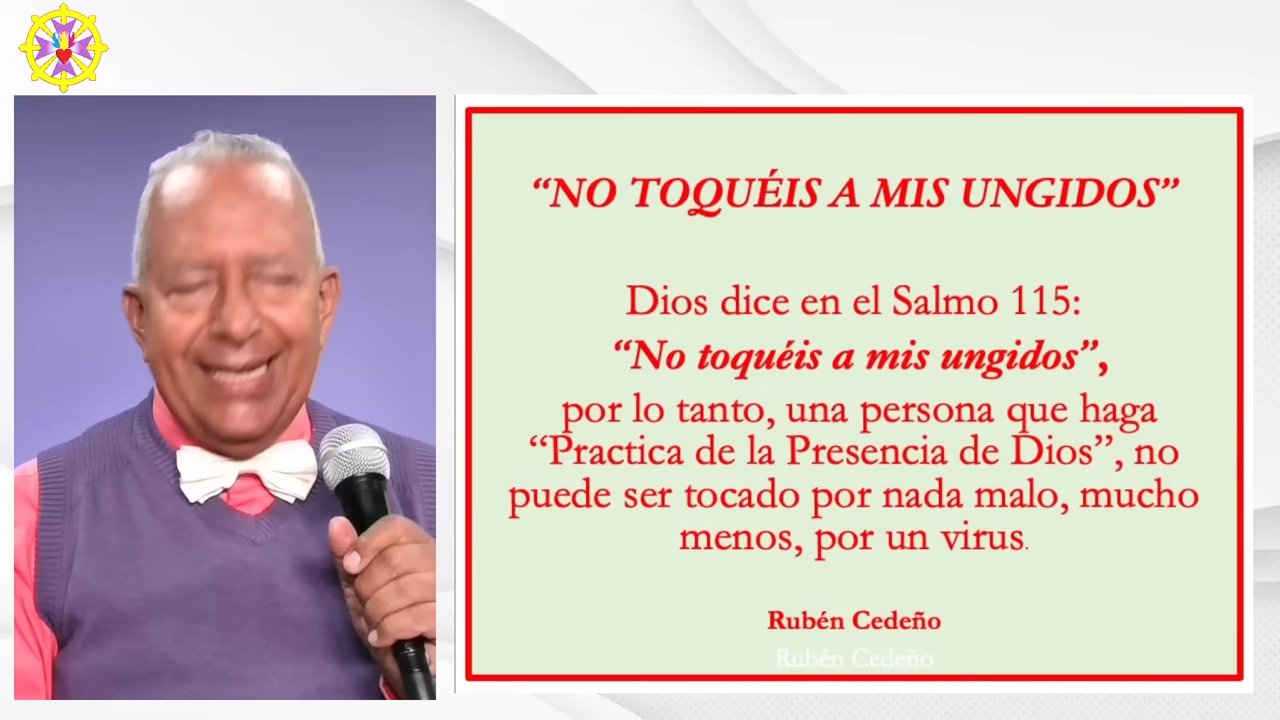 “NO TOQUÉIS A MIS UNGIDOS”
Dios dice en el Salmo 115:
“No toquéis a mis ungidos”,
por lo tanto, una persona que haga
“Practica de la Presencia de Dios”, no
puede ser tocado por nada malo, mucho
menos, por un virus.
Rubén Cedeño
Rubén Cedeño